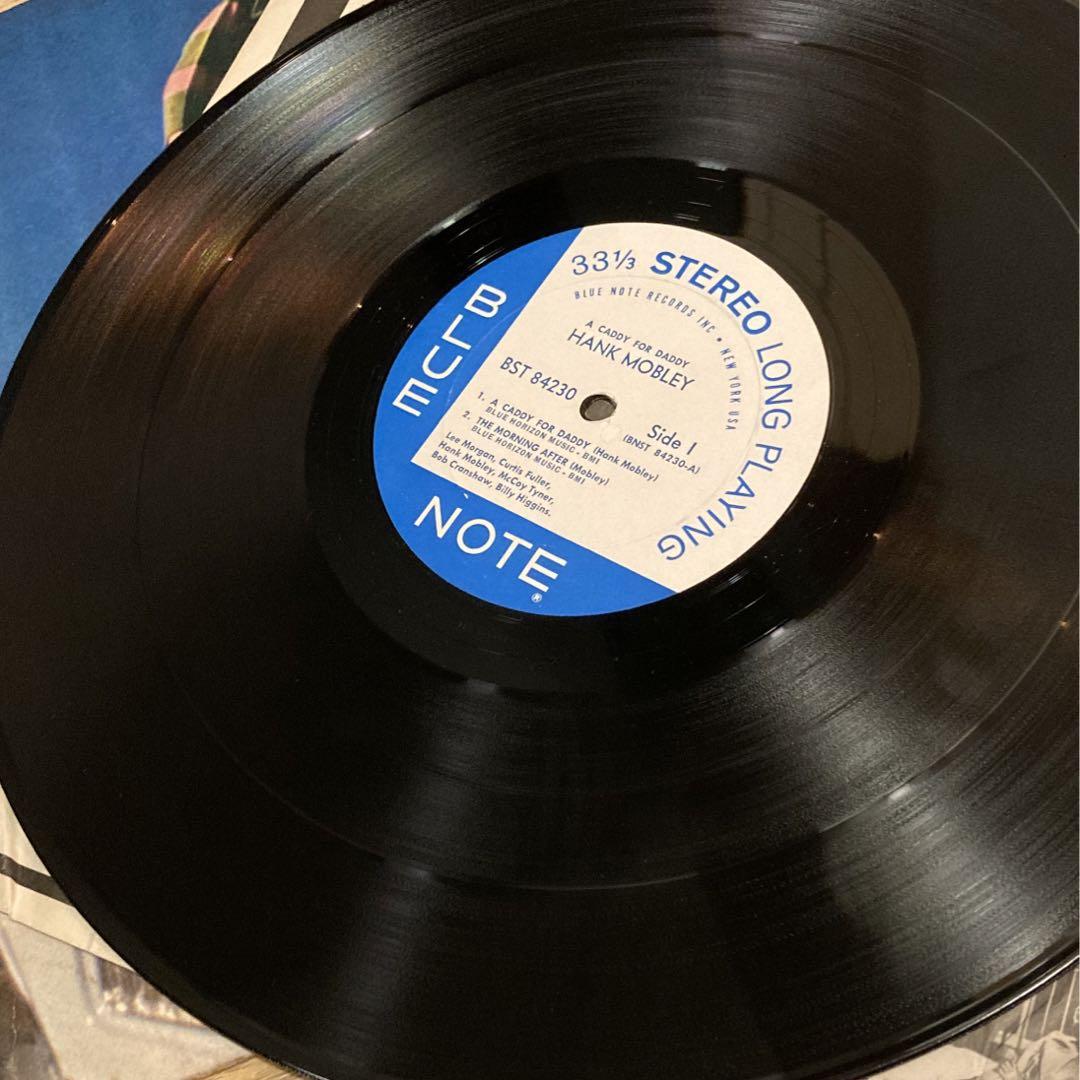 33 1/3 STEREO LONG PLAYING
BLUE NOTE RECORDS INC • NEW YORK USA
A CADDY FOR DADDY
HANK MOBLEY
BST 84230
Side 1
(BNST 84230-A)
1. A CADDY FOR DADDY (Hank Mobley)
BLUE HORIZON MUSIC - BMI
2. THE MORNING AFTER (Mobley)
BLUE HORIZON MUSIC - BMI
Lee Morgan, Curtis Fuller,
Hank Mobley, McCoy Tyner,
Bob Cranshaw, Billy Higgins.
BLUE
NOTE
®